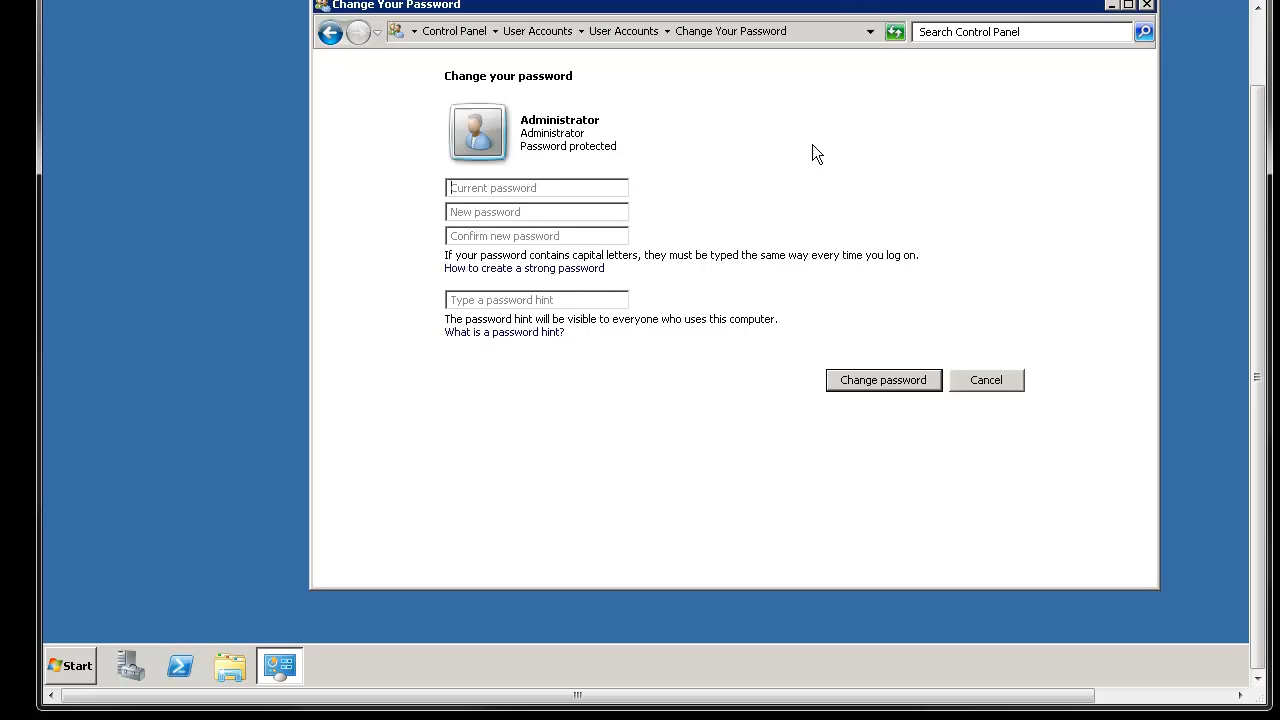 Change Your Password
Control Panel User Accounts User Accounts Change Your Password Search Control Panel
Change your password
Administrator
Administrator
Password protected
Current password
New password
Confirm new password
If your password contains capital letters, they must be typed the same way every time you log on.
How to create a strong password
Type a password hint
The password hint will be visible to everyone who uses this computer.
What is a password hint?
Change password Cancel
Start